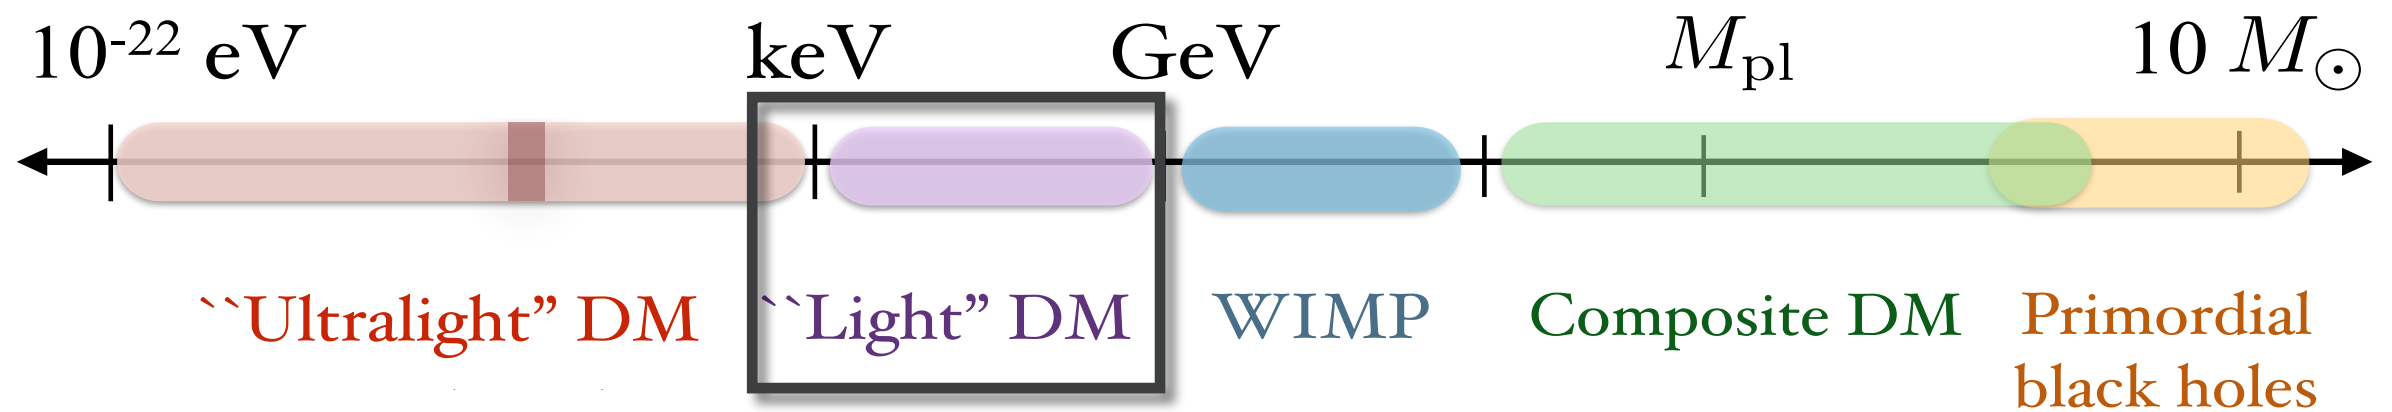 10-22 eV keV GeV Mpl 10 M⊙
``Ultralight” DM ``Light” DM WIMP Composite DM Primordial
black holes